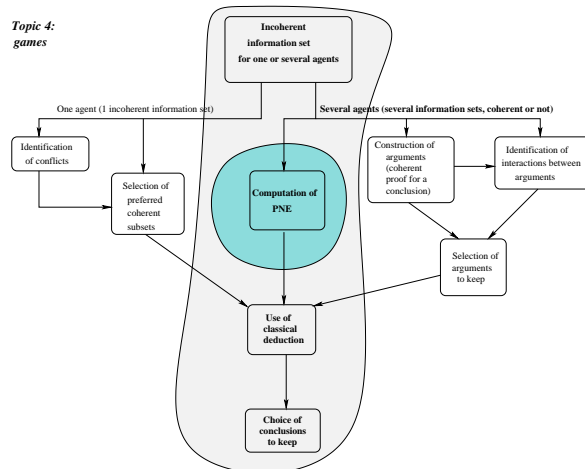 Topic 4:
games
Incoherent
information set
for one or several agents
One agent (1 incoherent information set)
Several agents (several information sets, coherent or not)
Identification
of conflicts
Selection of
preferred
coherent
subsets
Computation of
PNE
Construction of
arguments
(coherent
proof for a
conclusion)
Identification of
interactions between
arguments
Selection of
arguments
to keep
Use of
classical
deduction
Choice of
conclusions
to keep